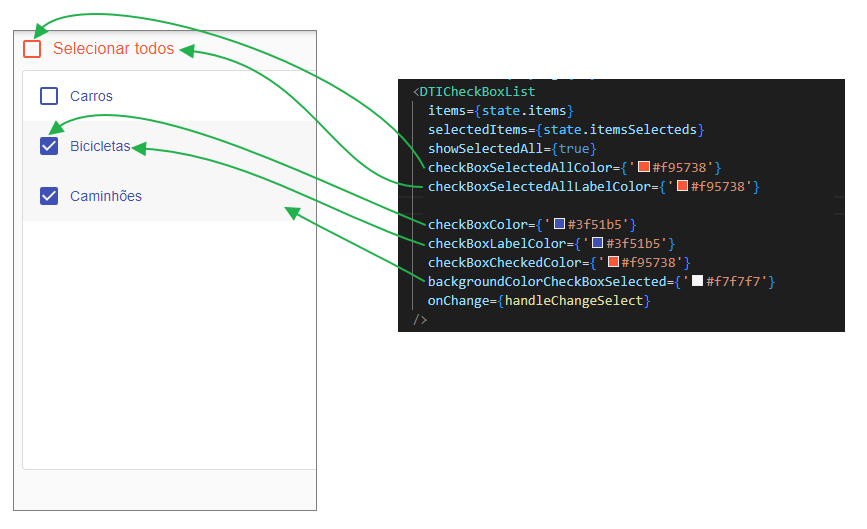 Selecionar todos
Carros
Bicicletas
Caminhões
<DTICheckBoxList
items={state.items}
selectedItems={state.itemsSelecteds}
showSelectedAll={true}
checkBoxSelectedAllColor={'#f95738'}
checkBoxSelectedAllLabelColor={'#f95738'}
checkBoxColor={'#3f51b5'}
checkBoxLabelColor={'#3f51b5'}
checkBoxCheckedColor={'#f95738'}
backgroundColorCheckBoxSelected={'#f7f7f7'}
onChange={handleChangeSelect}
/>